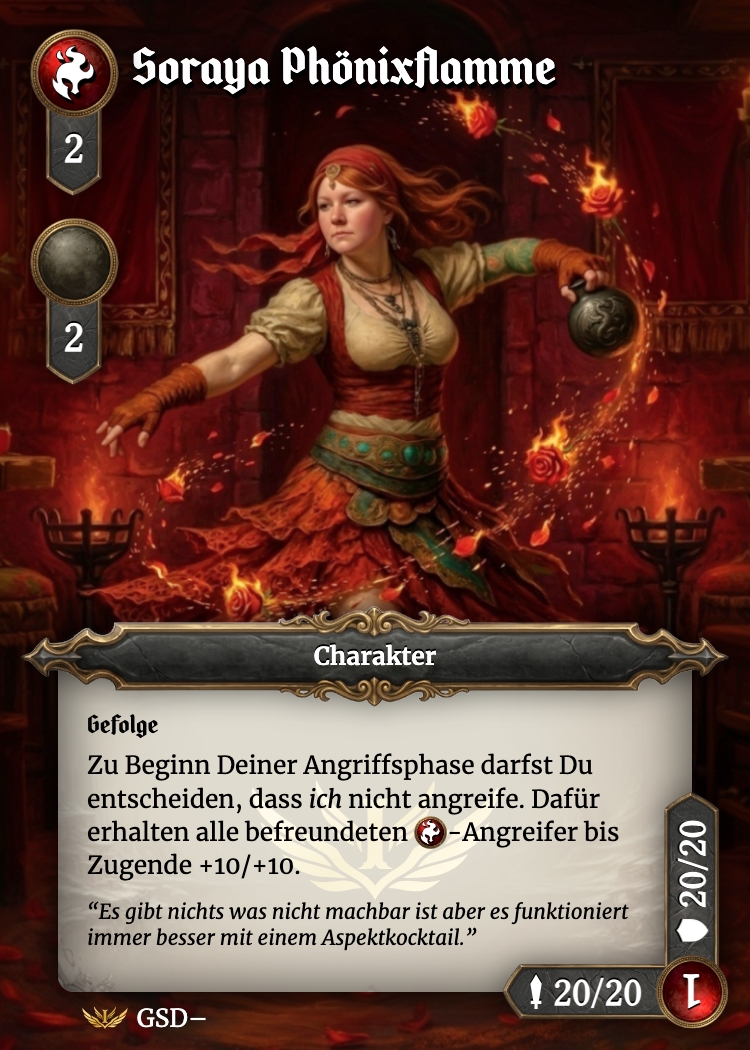 Soraya Phönixflamme
2
2
Charakter
Gefolge
Zu Beginn Deiner Angriffsphase darfst Du
entscheiden, dass ich nicht angreife. Dafür
erhalten alle befreundeten -Angreifer bis
Zugende +10/+10.
“Es gibt nichts was nicht machbar ist aber es funktioniert
immer besser mit einem Aspektkocktail.”
20/20
20/20
1
GSD–